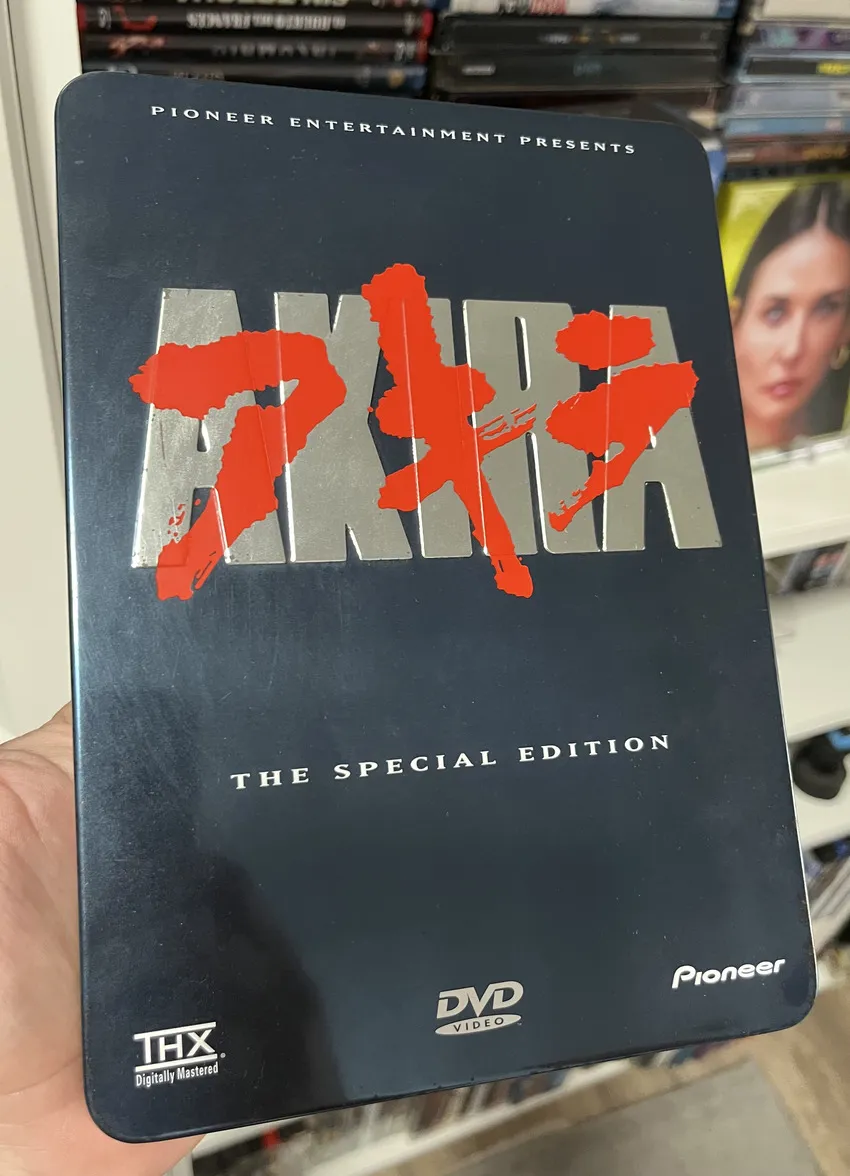 PIONEER ENTERTAINMENT PRESENTS
AKIRA
アキラ
THE SPECIAL EDITION
THX
Digitally Mastered
DVD
VIDEO
Pioneer